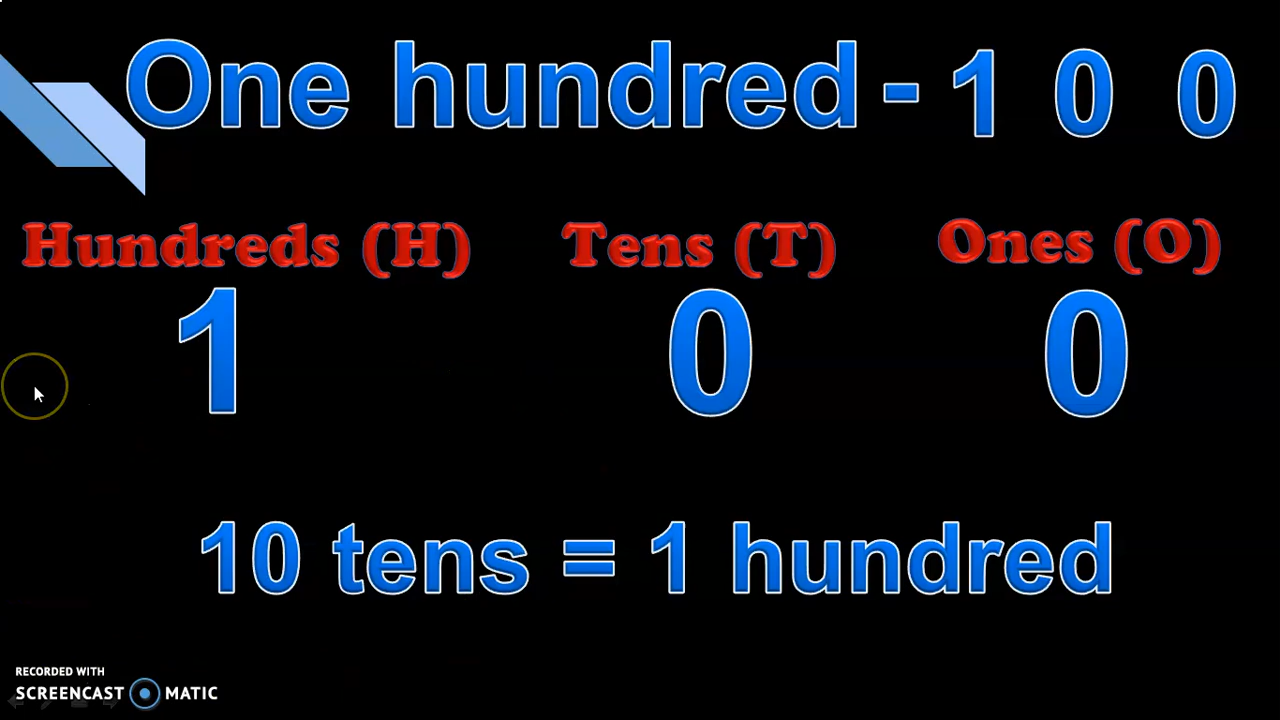 One hundred - 1 0 0
Hundreds (H) Tens (T) Ones (O)
1 0 0
10 tens = 1 hundred
RECORDED WITH
SCREENCAST MATIC